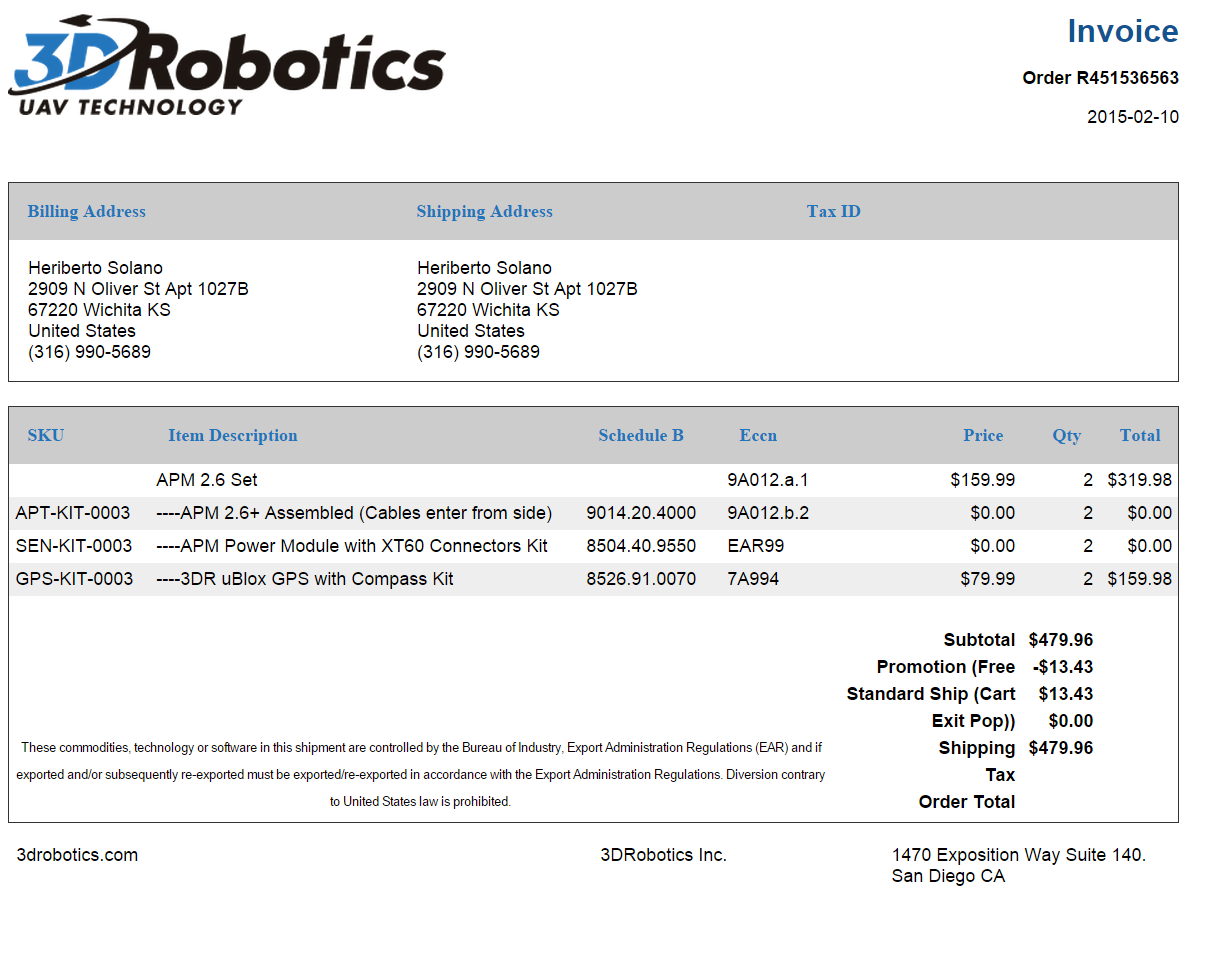 3DRobotics
UAV TECHNOLOGY
Invoice
Order R451536563
2015-02-10
Billing Address Shipping Address Tax ID
Heriberto Solano Heriberto Solano
2909 N Oliver St Apt 1027B 2909 N Oliver St Apt 1027B
67220 Wichita KS 67220 Wichita KS
United States United States
(316) 990-5689 (316) 990-5689
SKU Item Description Schedule B Eccn Price Qty Total
APM 2.6 Set 9A012.a.1 $159.99 2 $319.98
APT-KIT-0003 ----APM 2.6+ Assembled (Cables enter from side) 9014.20.4000 9A012.b.2 $0.00 2 $0.00
SEN-KIT-0003 ----APM Power Module with XT60 Connectors Kit 8504.40.9550 EAR99 $0.00 2 $0.00
GPS-KIT-0003 ----3DR uBlox GPS with Compass Kit 8526.91.0070 7A994 $79.99 2 $159.98
Subtotal $479.96
Promotion (Free -$13.43
Standard Ship (Cart $13.43
Exit Pop)) $0.00
These commodities, technology or software in this shipment are controlled by the Bureau of Industry, Export Administration Regulations (EAR) and if Shipping $479.96
exported and/or subsequently re-exported must be exported/re-exported in accordance with the Export Administration Regulations. Diversion contrary Tax
to United States law is prohibited. Order Total
3drobotics.com 3DRobotics Inc. 1470 Exposition Way Suite 140.
San Diego CA